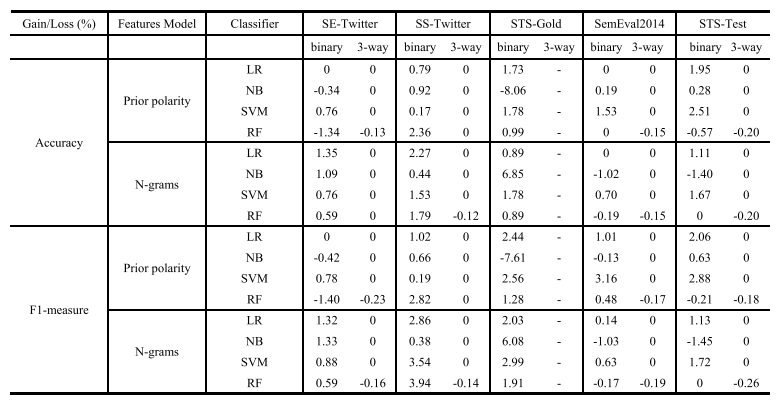 Gain/Loss (%) Features Model Classifier SE-Twitter SS-Twitter STS-Gold SemEval2014 STS-Test
binary 3-way binary 3-way binary 3-way binary 3-way binary 3-way
Accuracy Prior polarity LR 0 0 0.79 0 1.73 - 0 0 1.95 0
NB -0.34 0 0.92 0 -8.06 - 0.19 0 0.28 0
SVM 0.76 0 0.17 0 1.78 - 1.53 0 2.51 0
RF -1.34 -0.13 2.36 0 0.99 - 0 -0.15 -0.57 -0.20
N-grams LR 1.35 0 2.27 0 0.89 - 0 0 1.11 0
NB 1.09 0 0.44 0 6.85 - -1.02 0 -1.40 0
SVM 0.76 0 1.53 0 1.78 - 0.70 0 1.67 0
RF 0.59 0 1.79 -0.12 0.89 - -0.19 -0.15 0 -0.20
F1-measure Prior polarity LR 0 0 1.02 0 2.44 - 1.01 0 2.06 0
NB -0.42 0 0.66 0 -7.61 - -0.13 0 0.63 0
SVM 0.78 0 0.19 0 2.56 - 3.16 0 2.88 0
RF -1.40 -0.23 2.82 0 1.28 - 0.48 -0.17 -0.21 -0.18
N-grams LR 1.32 0 2.86 0 2.03 - 0.14 0 1.13 0
NB 1.33 0 0.38 0 6.08 - -1.03 0 -1.45 0
SVM 0.88 0 3.54 0 2.99 - 0.63 0 1.72 0
RF 0.59 -0.16 3.94 -0.14 1.91 - -0.17 -0.19 0 -0.26